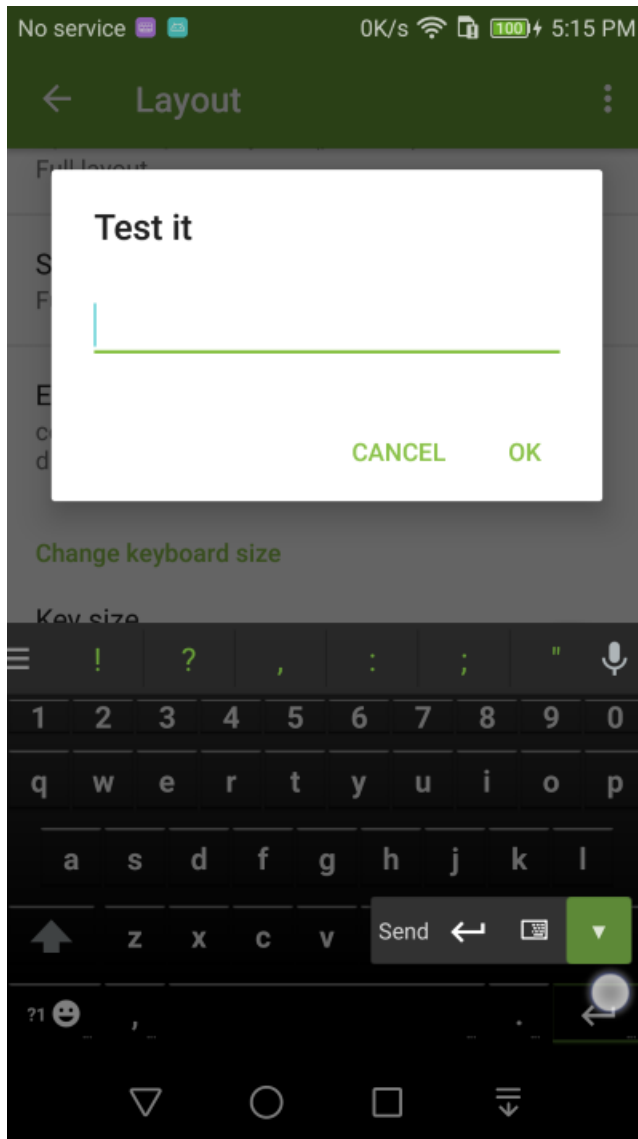 No service 0K/s 100 5:15 PM
Layout
Full layout
Test it
S
F
E
c
d
CANCEL OK
Change keyboard size
Key size
! ? , : ; "
1 2 3 4 5 6 7 8 9 0
q w e r t y u i o p
a s d f g h j k l
z x c v
Send
?1 , .